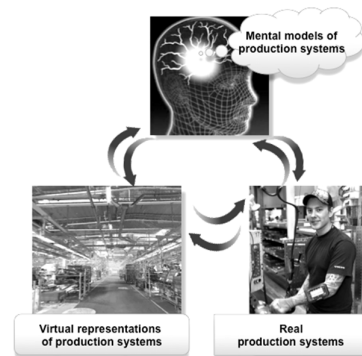 Mental models of
production systems
Virtual representations
of production systems
Real
production systems